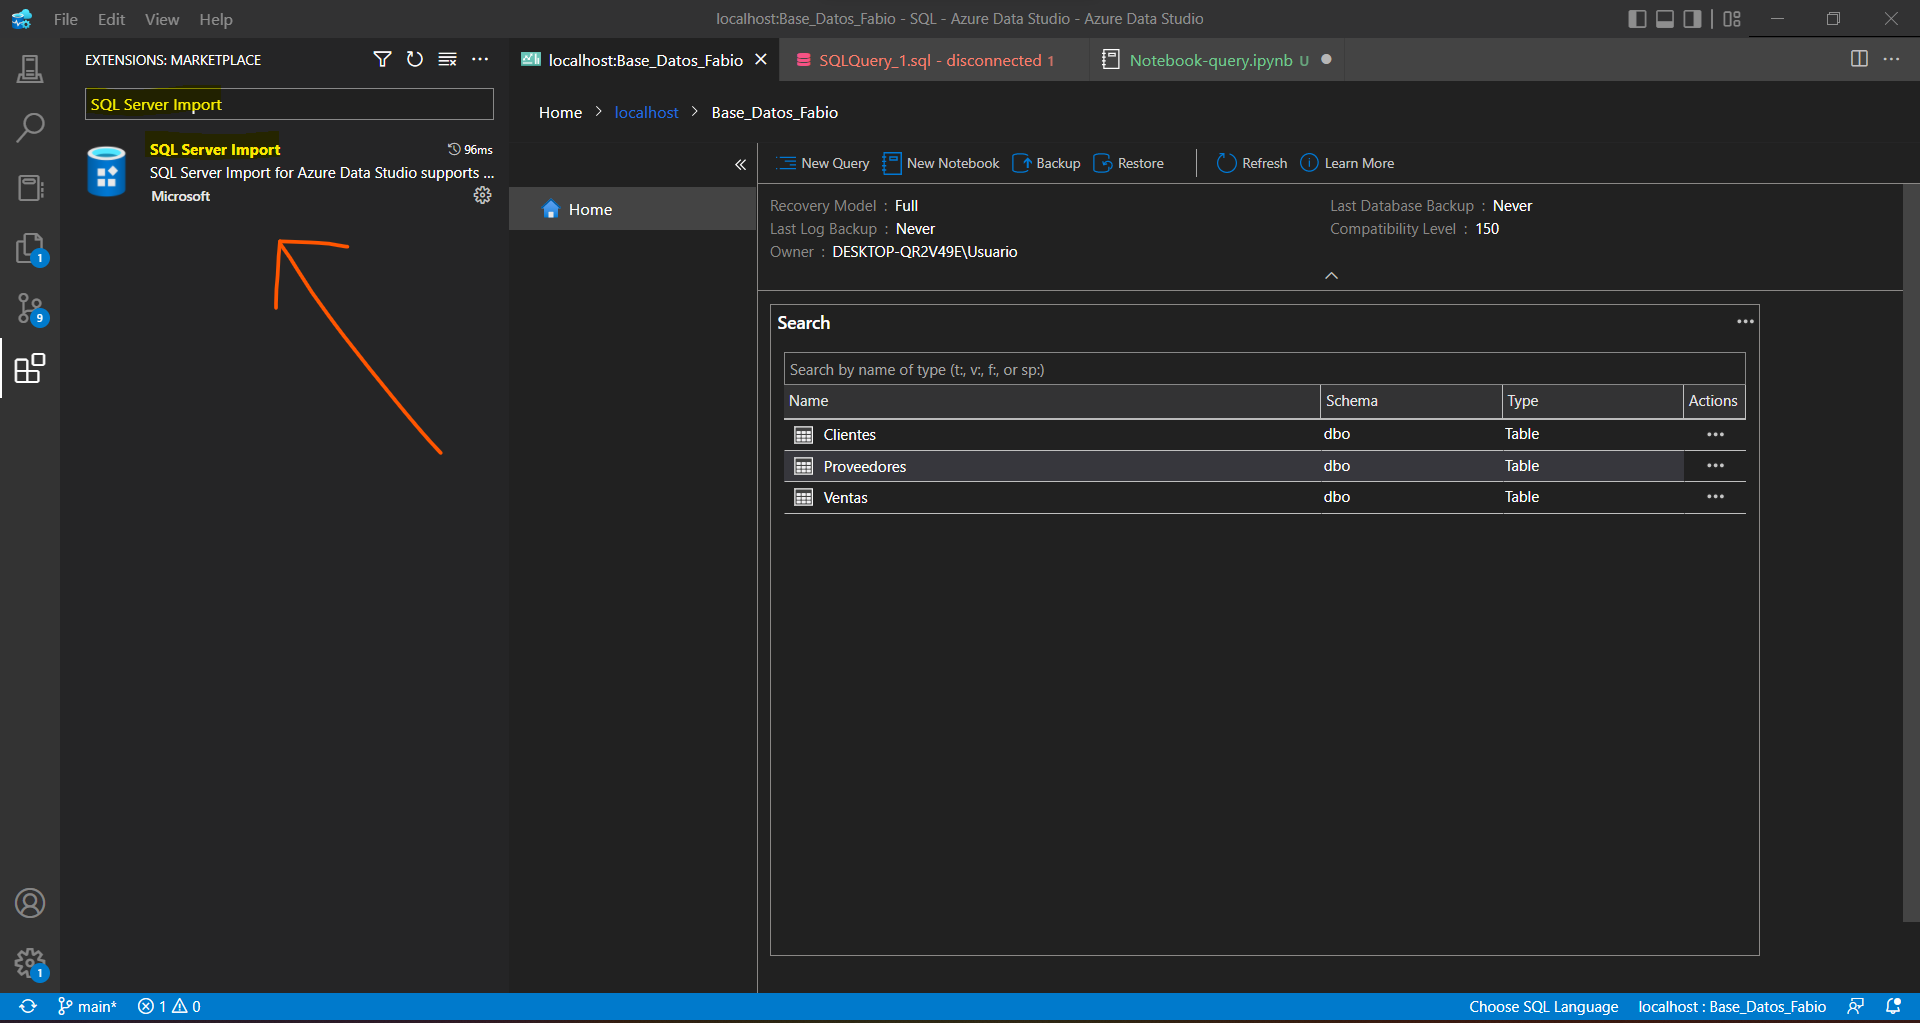 File Edit View Help
localhost:Base_Datos_Fabio - SQL - Azure Data Studio - Azure Data Studio
EXTENSIONS: MARKETPLACE
SQL Server Import
SQL Server Import
96ms
SQL Server Import for Azure Data Studio supports ...
Microsoft
1
9
1
localhost:Base_Datos_Fabio
SQLQuery_1.sql - disconnected 1
Notebook-query.ipynb U
Home > localhost > Base_Datos_Fabio
Home
New Query New Notebook Backup Restore Refresh Learn More
Recovery Model : Full
Last Database Backup : Never
Last Log Backup : Never
Compatibility Level : 150
Owner : DESKTOP-QR2V49E\Usuario
Search
Search by name of type (t:, v:, f:, or sp:)
Name Schema Type Actions
Clientes dbo Table
Proveedores dbo Table
Ventas dbo Table
main* 1 0
Choose SQL Language localhost : Base_Datos_Fabio